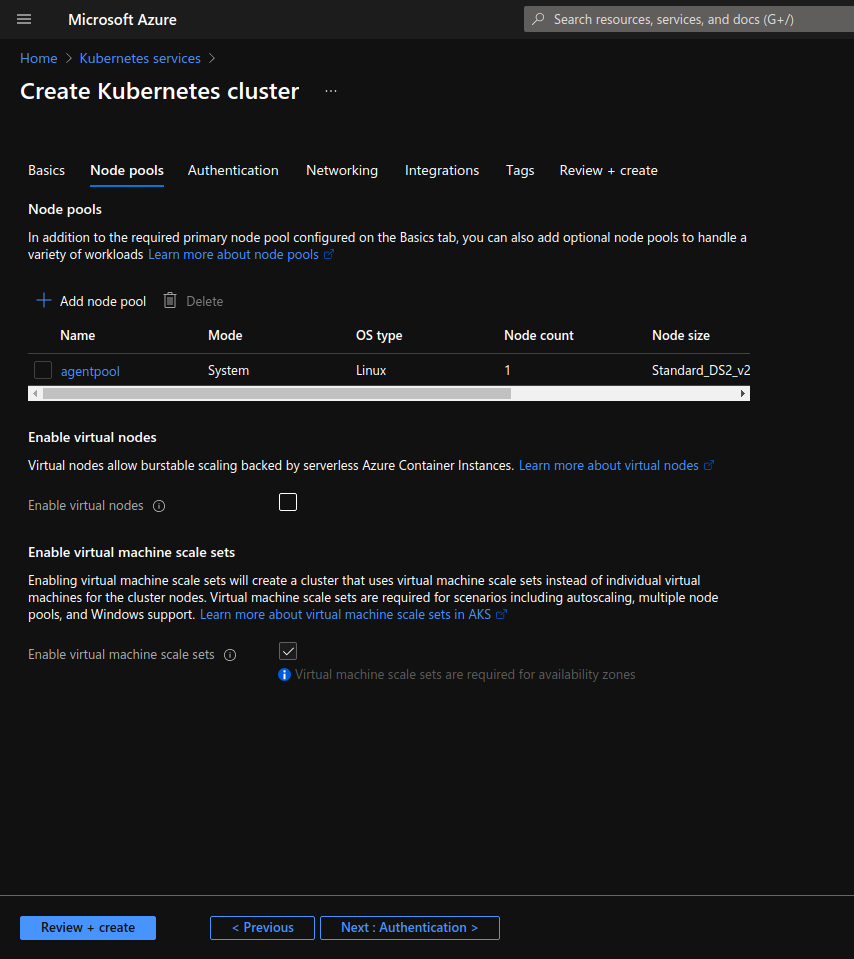 Microsoft Azure
Search resources, services, and docs (G+/)
Home > Kubernetes services >
Create Kubernetes cluster ...
Basics Node pools Authentication Networking Integrations Tags Review + create
Node pools
In addition to the required primary node pool configured on the Basics tab, you can also add optional node pools to handle a
variety of workloads Learn more about node pools
+ Add node pool Delete
Name Mode OS type Node count Node size
agentpool System Linux 1 Standard_DS2_v2
Enable virtual nodes
Virtual nodes allow burstable scaling backed by serverless Azure Container Instances. Learn more about virtual nodes
Enable virtual nodes
Enable virtual machine scale sets
Enabling virtual machine scale sets will create a cluster that uses virtual machine scale sets instead of individual virtual
machines for the cluster nodes. Virtual machine scale sets are required for scenarios including autoscaling, multiple node
pools, and Windows support. Learn more about virtual machine scale sets in AKS
Enable virtual machine scale sets
Virtual machine scale sets are required for availability zones
Review + create < Previous Next : Authentication >